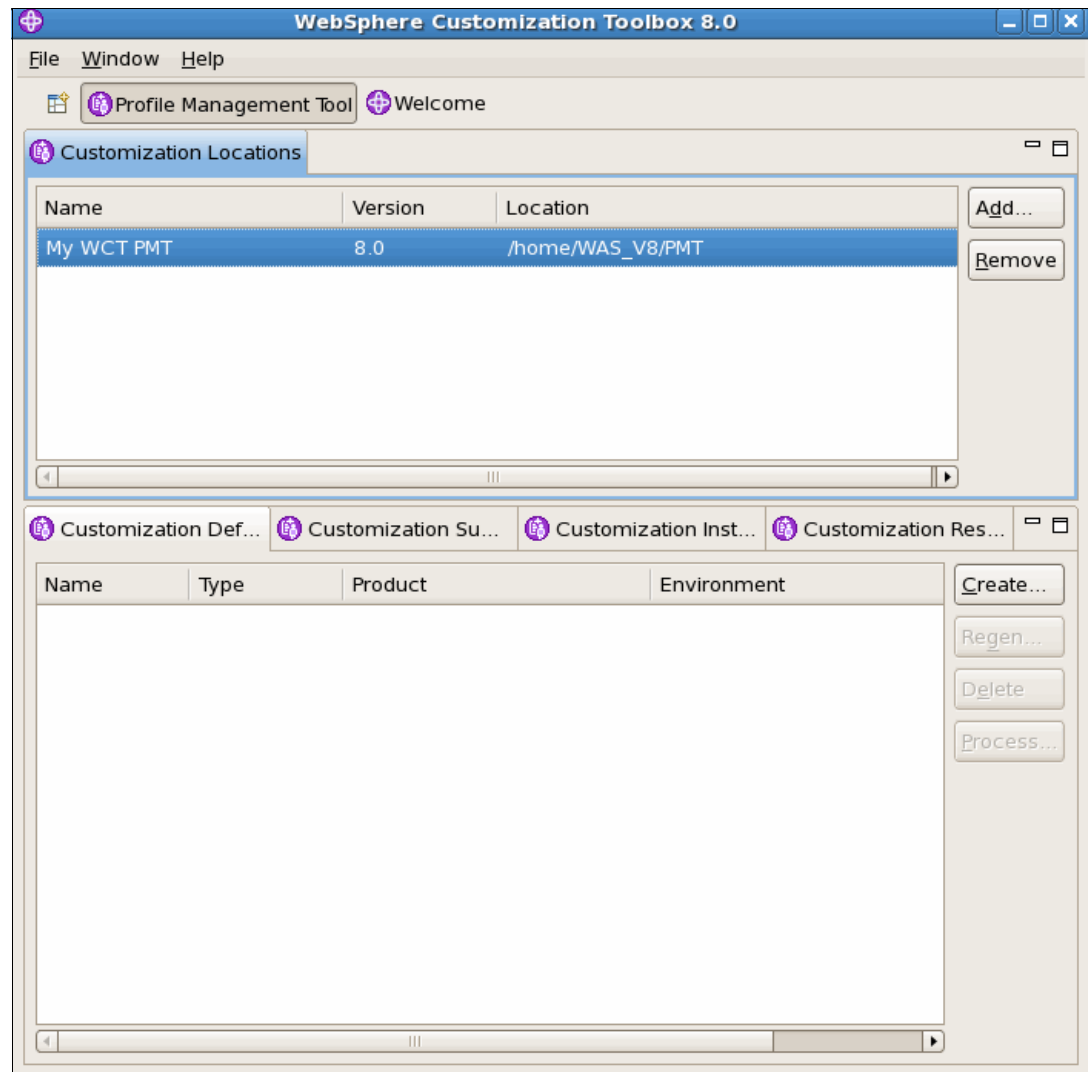 WebSphere Customization Toolbox 8.0
File Window Help
Profile Management Tool Welcome
Customization Locations
Name Version Location Add...
My WCT PMT 8.0 /home/WAS_V8/PMT
Remove
Customization Def... Customization Su... Customization Inst... Customization Res...
Name Type Product Environment Create...
Regen...
Delete
Process...